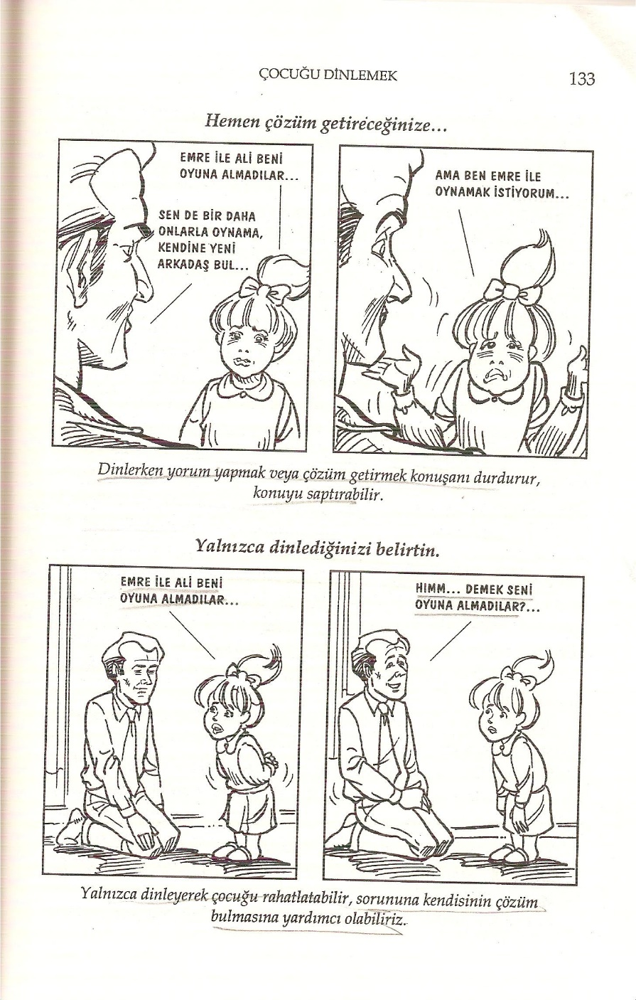 ÇOCUĞU DİNLEMEK
133
Hemen çözüm getireceğinize...
EMRE İLE ALİ BENİ
OYUNA ALMADILAR...
SEN DE BİR DAHA
ONLARLA OYNAMA,
KENDİNE YENİ
ARKADAŞ BUL...
AMA BEN EMRE İLE
OYNAMAK İSTİYORUM...
Dinlerken yorum yapmak veya çözüm getirmek konuşanı durdurur,
konuyu saptırabilir.
Yalnızca dinlediğinizi belirtin.
EMRE İLE ALİ BENİ
OYUNA ALMADILAR...
HIMM... DEMEK SENİ
OYUNA ALMADILAR?...
Yalnızca dinleyerek çocuğu rahatlatabilir, sorununa kendisinin çözüm
bulmasına yardımcı olabiliriz.